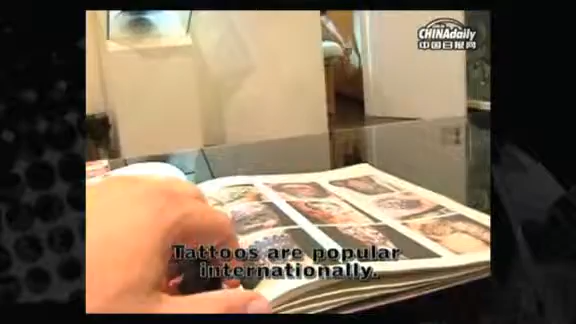 CHINAdaily
中国日报网
Tattoos are popular
internationally.